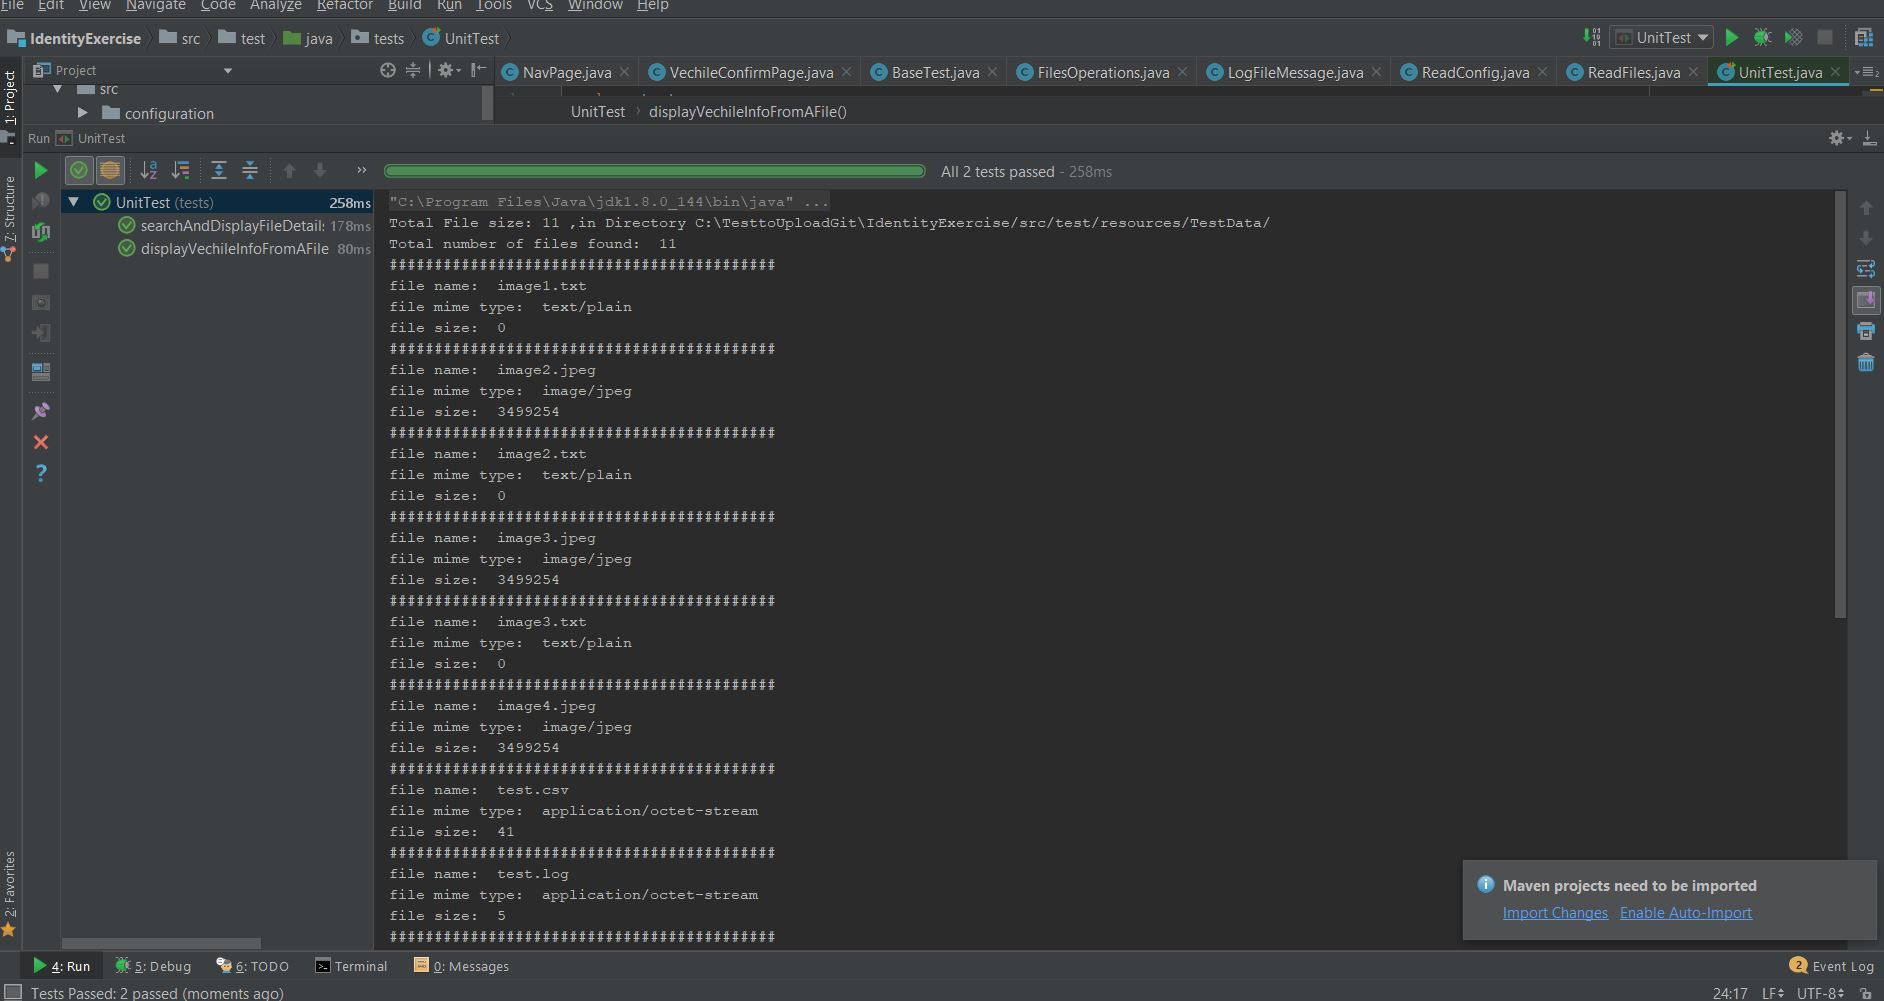 File Edit View Navigate Code Analyze Refactor Build Run Tools VCS Window Help
IdentityExercise src test java tests UnitTest
UnitTest
Project
NavPage.java VechileConfirmPage.java BaseTest.java FilesOperations.java LogFileMessage.java ReadConfig.java ReadFiles.java UnitTest.java
src
configuration
UnitTest displayVechileInfoFromAFile()
Run UnitTest
1: Project
7: Structure
2: Favorites
All 2 tests passed - 258ms
UnitTest (tests) 258ms
searchAndDisplayFileDetails 178ms
displayVechileInfoFromAFile 80ms
"C:\Program Files\Java\jdk1.8.0_144\bin\java" ...
Total File size: 11 ,in Directory C:\TesttoUploadGit\IdentityExercise/src/test/resources/TestData/
Total number of files found: 11
###########################################
file name: image1.txt
file mime type: text/plain
file size: 0
###########################################
file name: image2.jpeg
file mime type: image/jpeg
file size: 3499254
###########################################
file name: image2.txt
file mime type: text/plain
file size: 0
###########################################
file name: image3.jpeg
file mime type: image/jpeg
file size: 3499254
###########################################
file name: image3.txt
file mime type: text/plain
file size: 0
###########################################
file name: image4.jpeg
file mime type: image/jpeg
file size: 3499254
###########################################
file name: test.csv
file mime type: application/octet-stream
file size: 41
###########################################
file name: test.log
file mime type: application/octet-stream
file size: 5
###########################################
Maven projects need to be imported
Import Changes Enable Auto-Import
4: Run 5: Debug 6: TODO Terminal 0: Messages
2 Event Log
Tests Passed: 2 passed (moments ago)
24:17 LF UTF-8